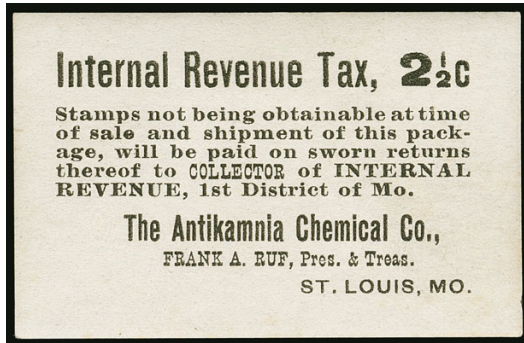 Internal Revenue Tax, 2½c
Stamps not being obtainable at time
of sale and shipment of this pack-
age, will be paid on sworn returns
thereof to COLLECTOR of INTERNAL
REVENUE, 1st District of Mo.
The Antikamnia Chemical Co.,
FRANK A. RUF, Pres. & Treas.
ST. LOUIS, MO.